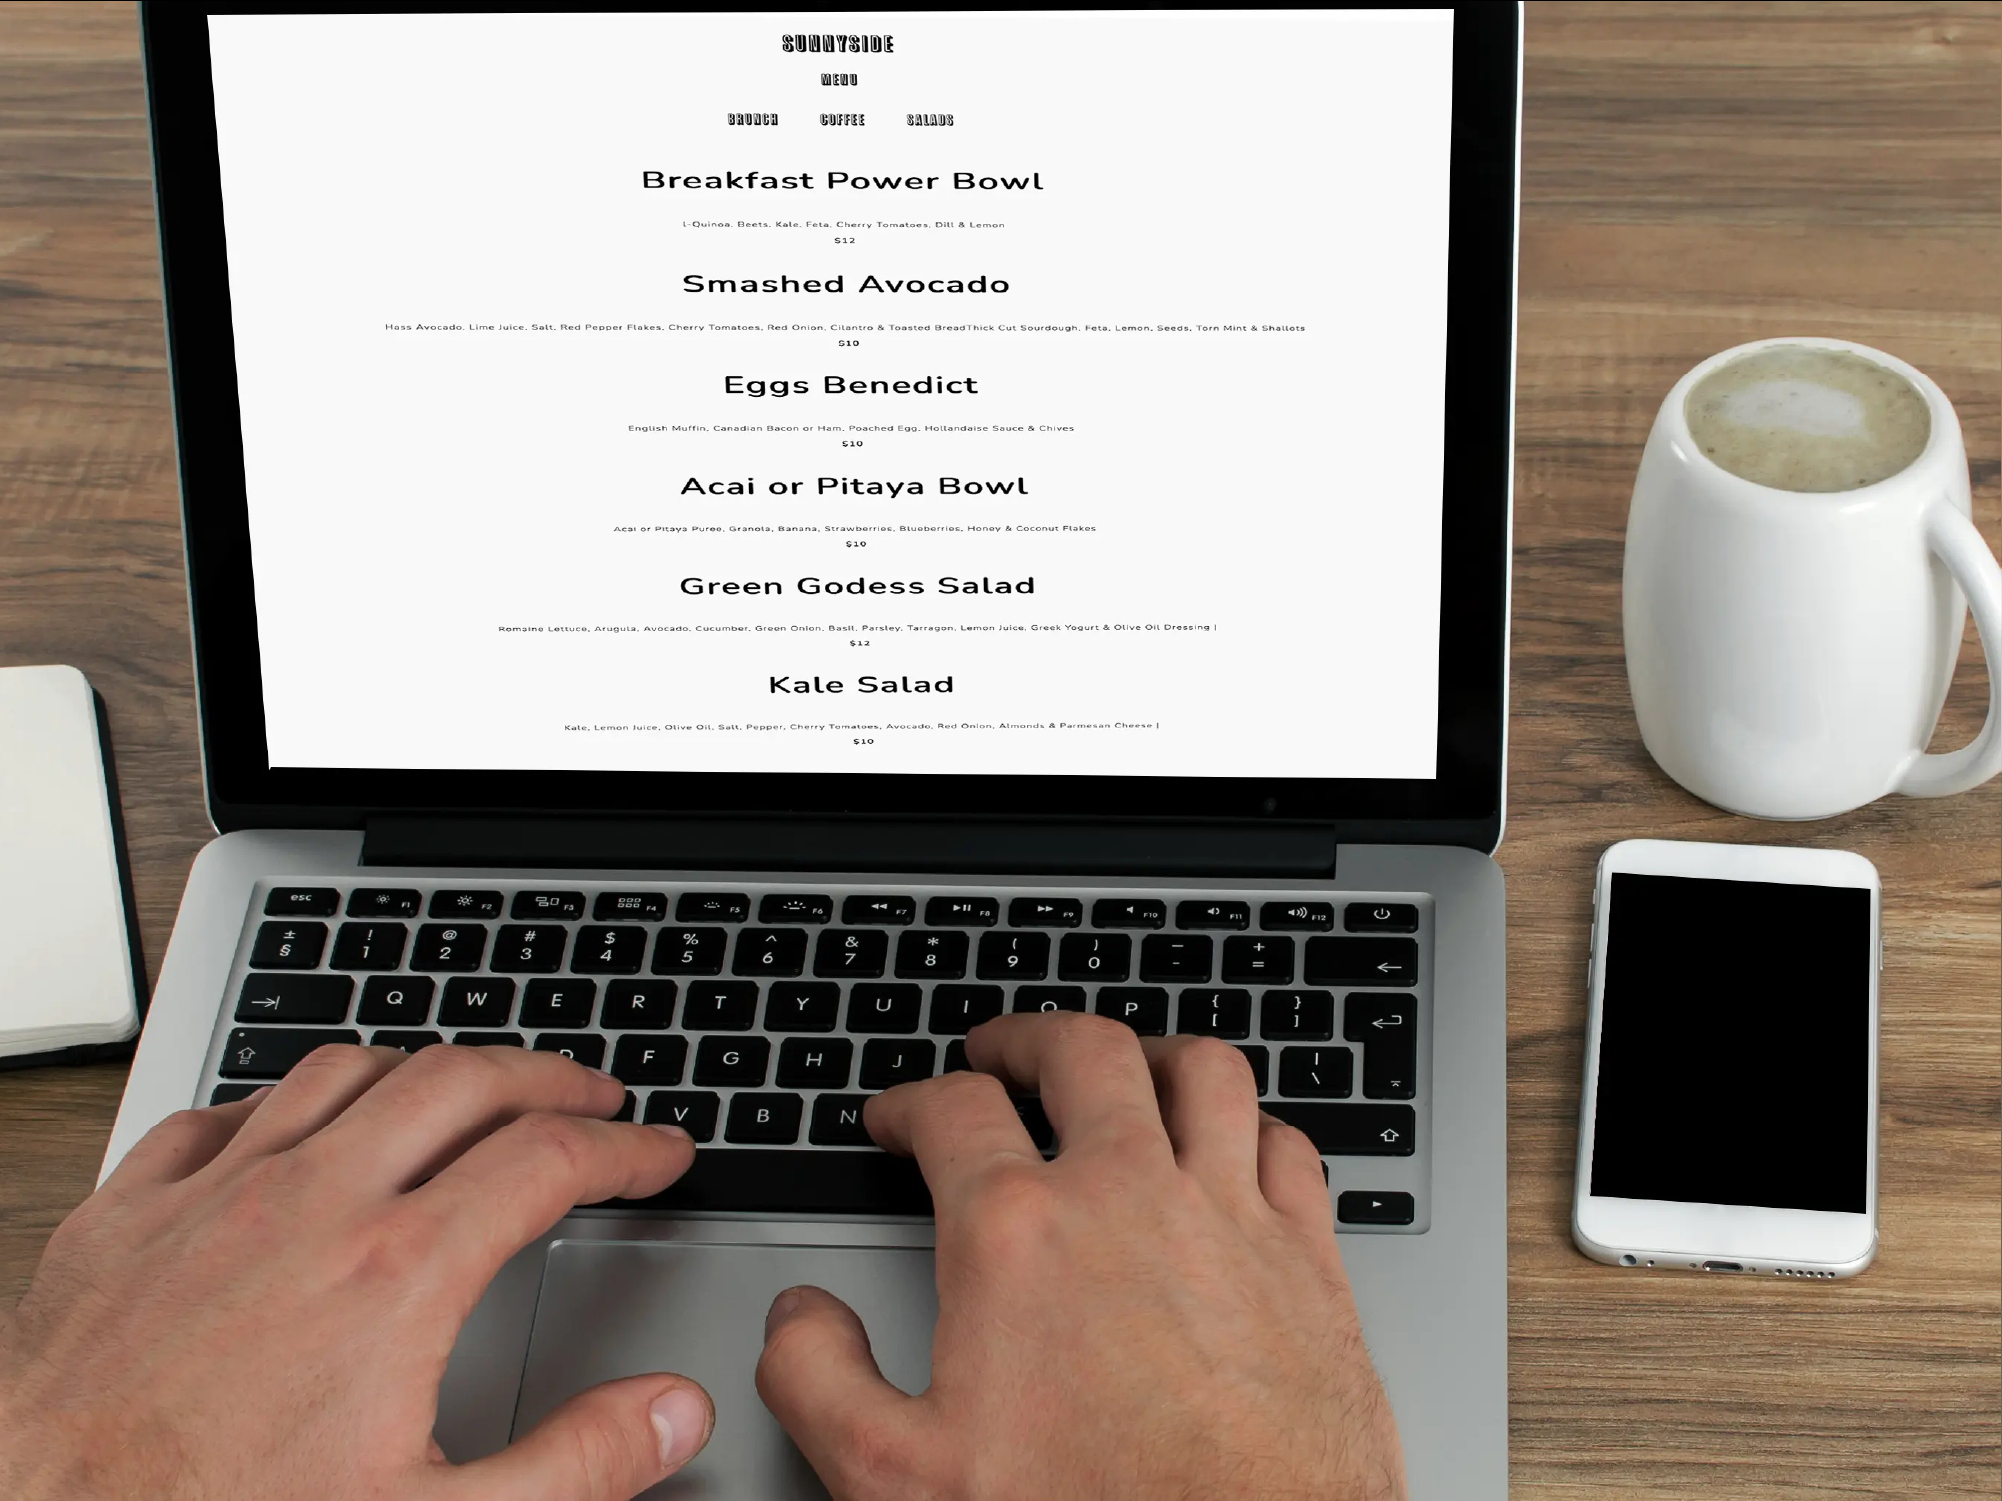 SUNNYSIDE
MENU
BRUNCH COFFEE SALADS
Breakfast Power Bowl
l-Quinoa, Beets, Kale, Feta, Cherry Tomatoes, Dill & Lemon
$12
Smashed Avocado
Hass Avocado, Lime Juice, Salt, Red Pepper Flakes, Cherry Tomatoes, Red Onion, Cilantro & Toasted BreadThick Cut Sourdough, Feta, Lemon, Seeds, Torn Mint & Shallots
$10
Eggs Benedict
English Muffin, Canadian Bacon or Ham, Poached Egg, Hollandaise Sauce & Chives
$10
Acai or Pitaya Bowl
Acai or Pitaya Puree, Granola, Banana, Strawberries, Blueberries, Honey & Coconut Flakes
$10
Green Godess Salad
Romaine Lettuce, Arugula, Avocado, Cucumber, Green Onion, Basil, Parsley, Tarragon, Lemon Juice, Greek Yogurt & Olive Oil Dressing |
$12
Kale Salad
Kale, Lemon Juice, Olive Oil, Salt, Pepper, Cherry Tomatoes, Avocado, Red Onion, Almonds & Parmesan Cheese |
$10
esc F1 F2 F3 F4 F5 F6 F7 F8 F9 F10 F11 F12
± ! @ # $ % ^ & * ( ) — +
§ 1 2 3 4 5 6 7 8 9 0 - =
Q W E R T Y U I O P { [ } ]
F G H J | \
V B N